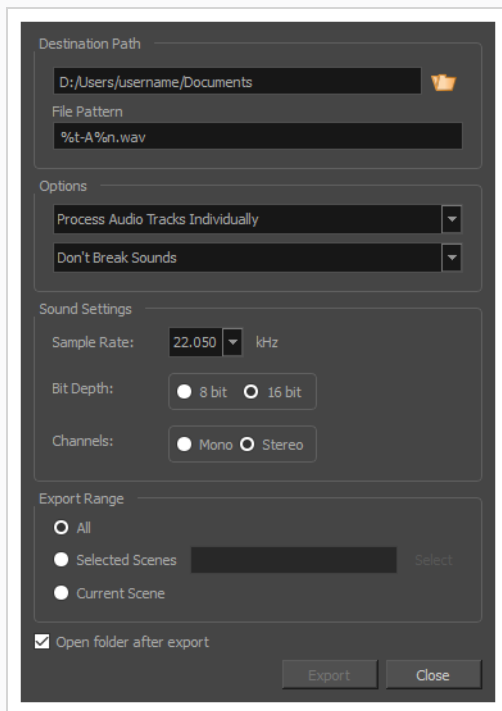 Destination Path
D:/Users/username/Documents
File Pattern
%t-A%n.wav
Options
Process Audio Tracks Individually
Don't Break Sounds
Sound Settings
Sample Rate: 22.050 kHz
Bit Depth: 8 bit 16 bit
Channels: Mono Stereo
Export Range
All
Selected Scenes Select
Current Scene
Open folder after export
Export Close